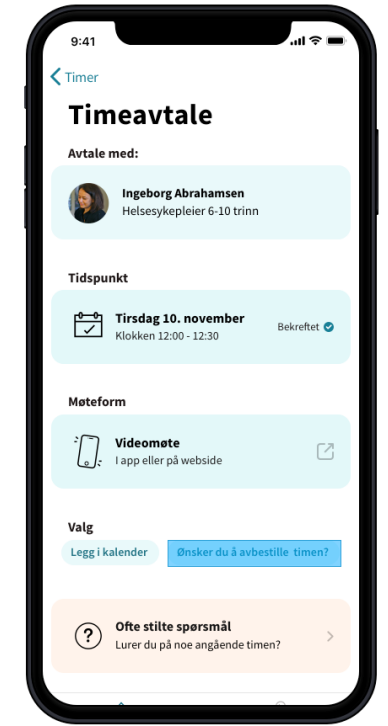 9:41
Timer
Timeavtale
Avtale med:
Ingeborg Abrahamsen
Helsesykepleier 6-10 trinn
Tidspunkt
Tirsdag 10. november
Klokken 12:00 - 12:30
Bekreftet
Møteform
Videomøte
I app eller på webside
Valg
Legg i kalender
Ønsker du å avbestille timen?
Ofte stilte spørsmål
Lurer du på noe angående timen?